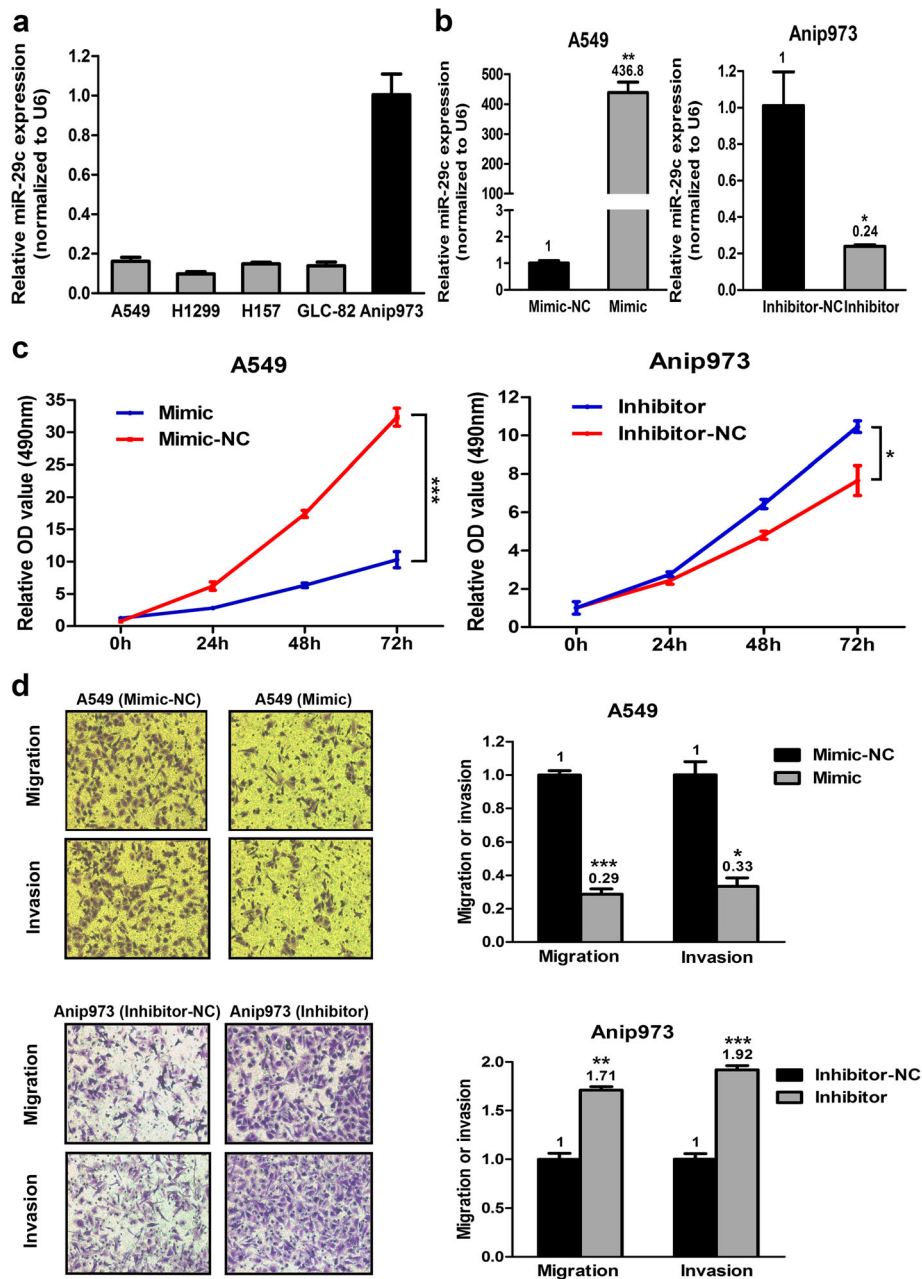 a
Relative miR-29c expression
(normalized to U6)
1.2
1.0
0.8
0.6
0.4
0.2
0.0
A549 H1299 H157 GLC-82 Anip973
b
A549
Relative miR-29c expression
(normalized to U6)
500
400
300
200
100
2
1
0
1
**
436.8
Mimic-NC Mimic
Anip973
Relative miR-29c expression
(normalized to U6)
1.2
1.0
0.8
0.6
0.4
0.2
0.0
1
*
0.24
Inhibitor-NC Inhibitor
c
A549
Relative OD value (490nm)
35
30
25
20
15
10
5
0
Mimic
Mimic-NC
***
0h 24h 48h 72h
Anip973
Relative OD value (490nm)
10
8
6
4
2
0
Inhibitor
Inhibitor-NC
*
0h 24h 48h 72h
d
A549 (Mimic-NC) A549 (Mimic)
Migration
Invasion
A549
Migration or invasion
1.2
1.0
0.8
0.6
0.4
0.2
0.0
1
***
0.29
1
*
0.33
Migration Invasion
Mimic-NC
Mimic
Anip973 (Inhibitor-NC) Anip973 (Inhibitor)
Migration
Invasion
Anip973
Migration or invasion
2.0
1.5
1.0
0.5
0.0
1
**
1.71
1
***
1.92
Migration Invasion
Inhibitor-NC
Inhibitor